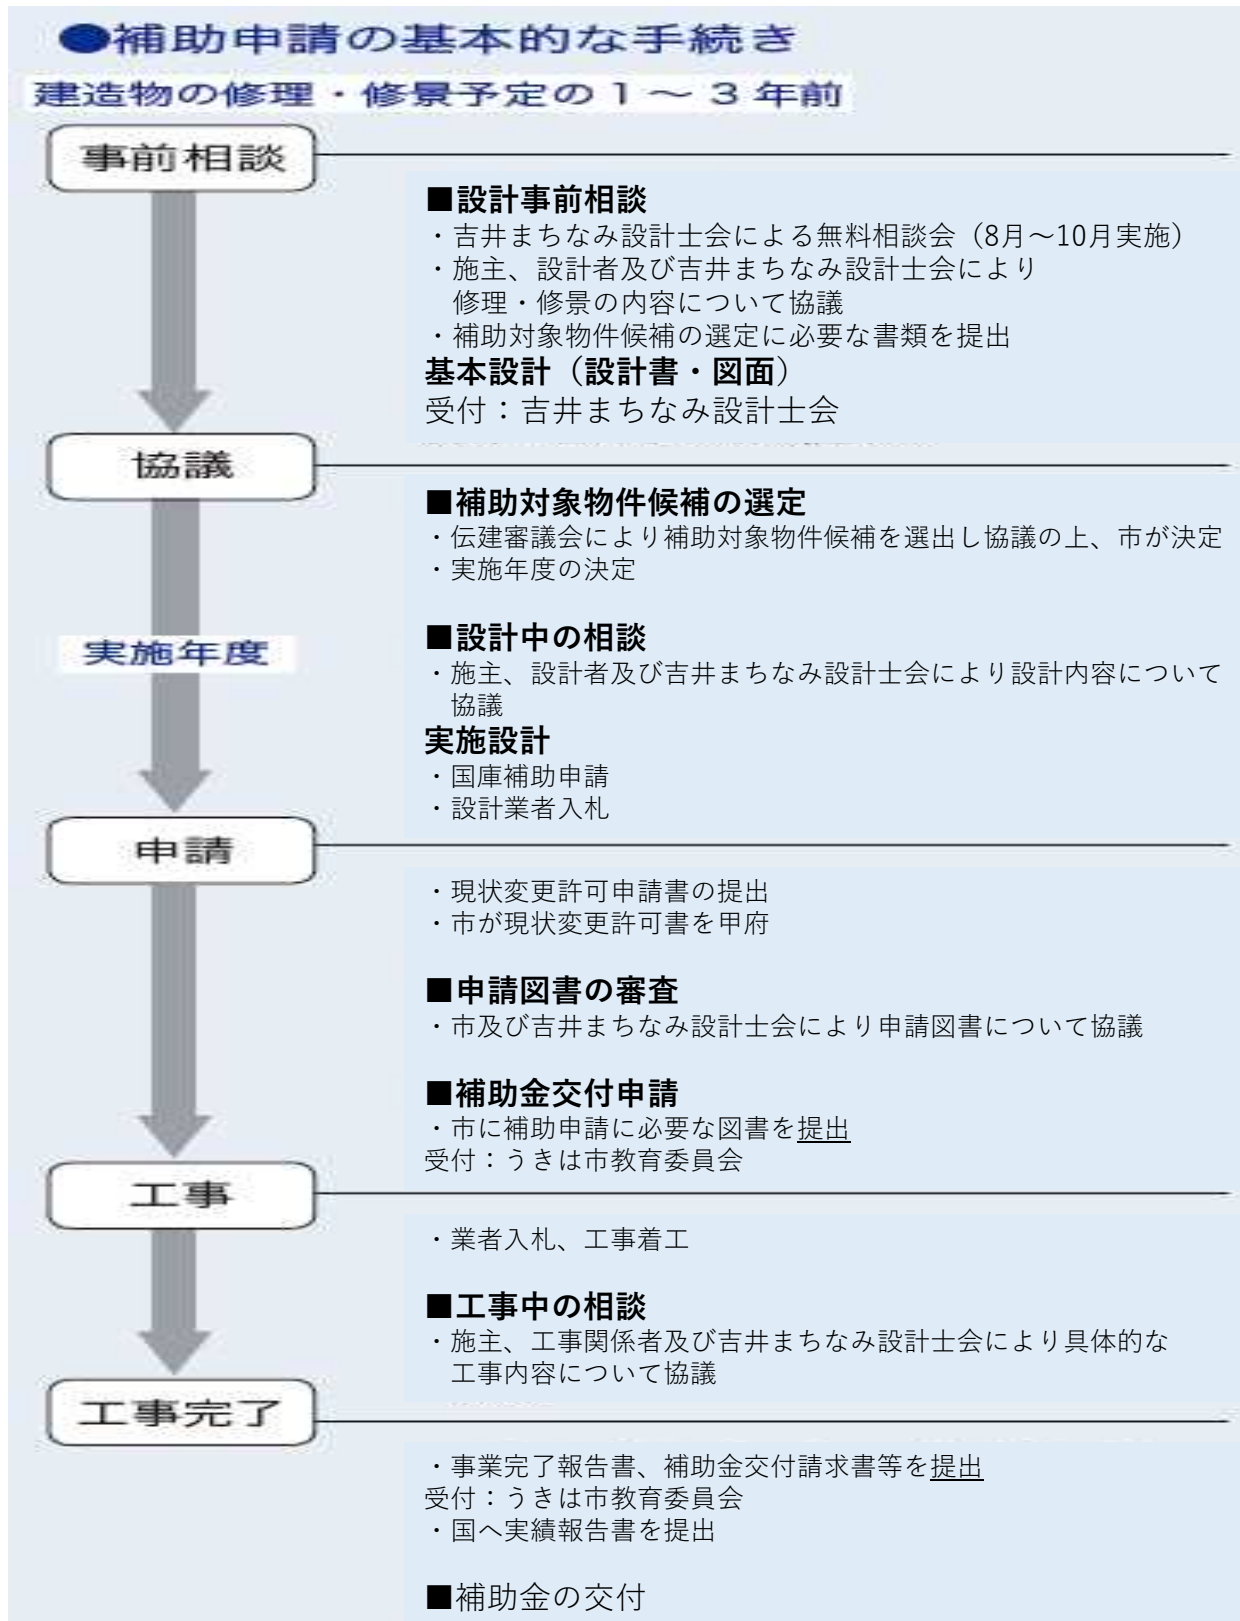 ●補助申請の基本的な手続き
建造物の修理・修景予定の1～3年前
事前相談
■設計事前相談
・吉井まちなみ設計士会による無料相談会（8月～10月実施）
・施主、設計者及び吉井まちなみ設計士会により
修理・修景の内容について協議
・補助対象物件候補の選定に必要な書類を提出
基本設計（設計書・図面）
受付：吉井まちなみ設計士会
協議
■補助対象物件候補の選定
・伝建審議会により補助対象物件候補を選出し協議の上、市が決定
・実施年度の決定
実施年度
■設計中の相談
・施主、設計者及び吉井まちなみ設計士会により設計内容について
協議
実施設計
・国庫補助申請
・設計業者入札
申請
・現状変更許可申請書の提出
・市が現状変更許可書を甲府
■申請図書の審査
・市及び吉井まちなみ設計士会により申請図書について協議
■補助金交付申請
・市に補助申請に必要な図書を提出
受付：うきは市教育委員会
工事
・業者入札、工事着工
■工事中の相談
・施主、工事関係者及び吉井まちなみ設計士会により具体的な
工事内容について協議
工事完了
・事業完了報告書、補助金交付請求書等を提出
受付：うきは市教育委員会
・国へ実績報告書を提出
■補助金の交付